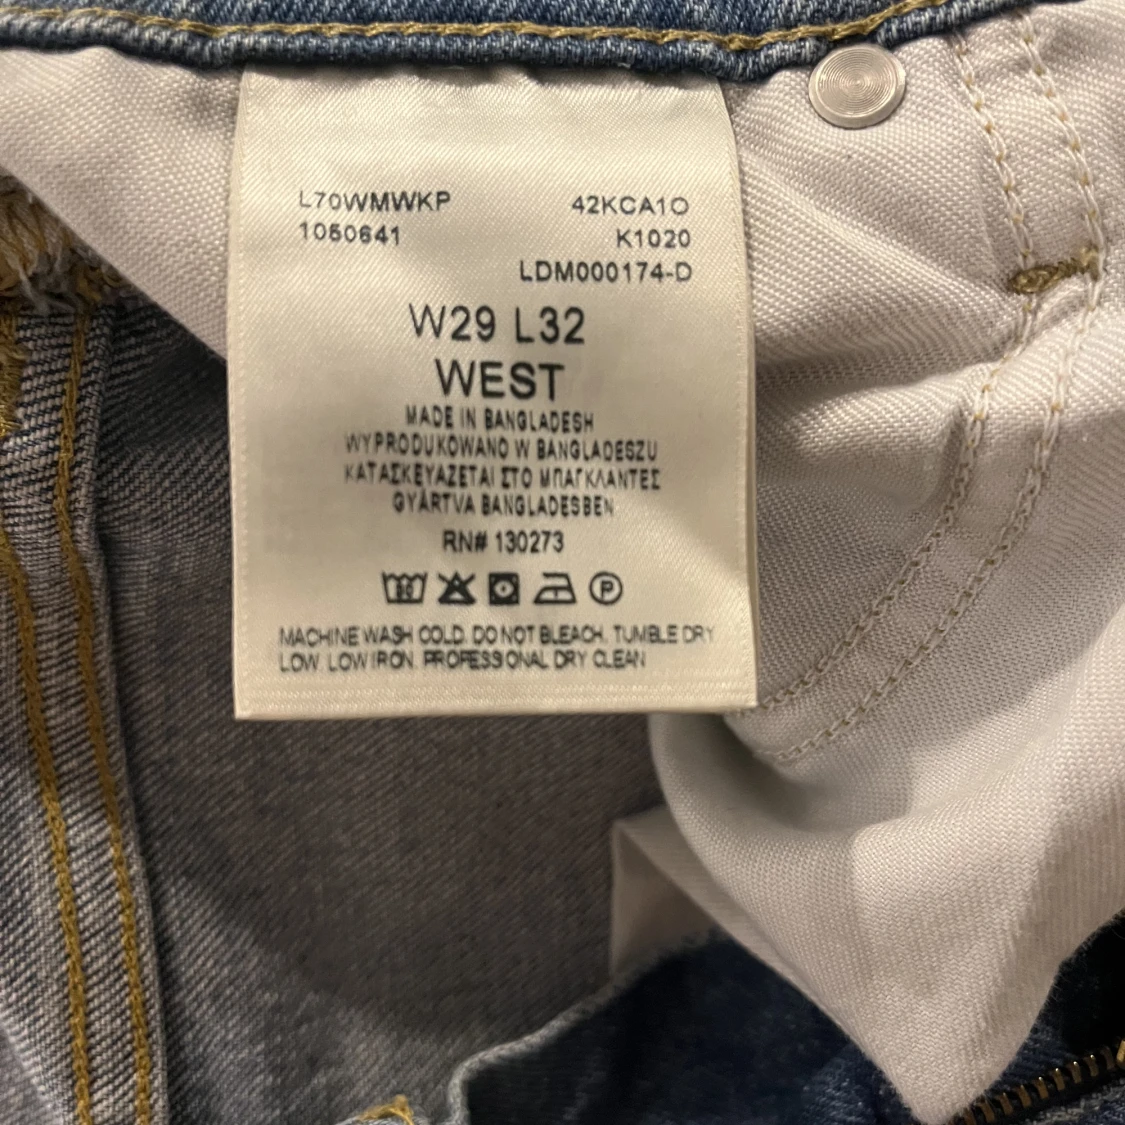 L70WMWKP 42KCA1O
1050641 K1020
LDM000174-D
W29 L32
WEST
MADE IN BANGLADESH
WYPRODUKOWANO W BANGLADESZU
ΚΑΤΑΣΚΕΥΑΖΕΤΑΙ ΣΤΟ ΜΠΑΓΚΛΑΝΤΕΣ
GYÁRTVA BANGLADESBEN
RN# 130273
30 P
MACHINE WASH COLD. DO NOT BLEACH. TUMBLE DRY
LOW. LOW IRON. PROFESSIONAL DRY CLEAN